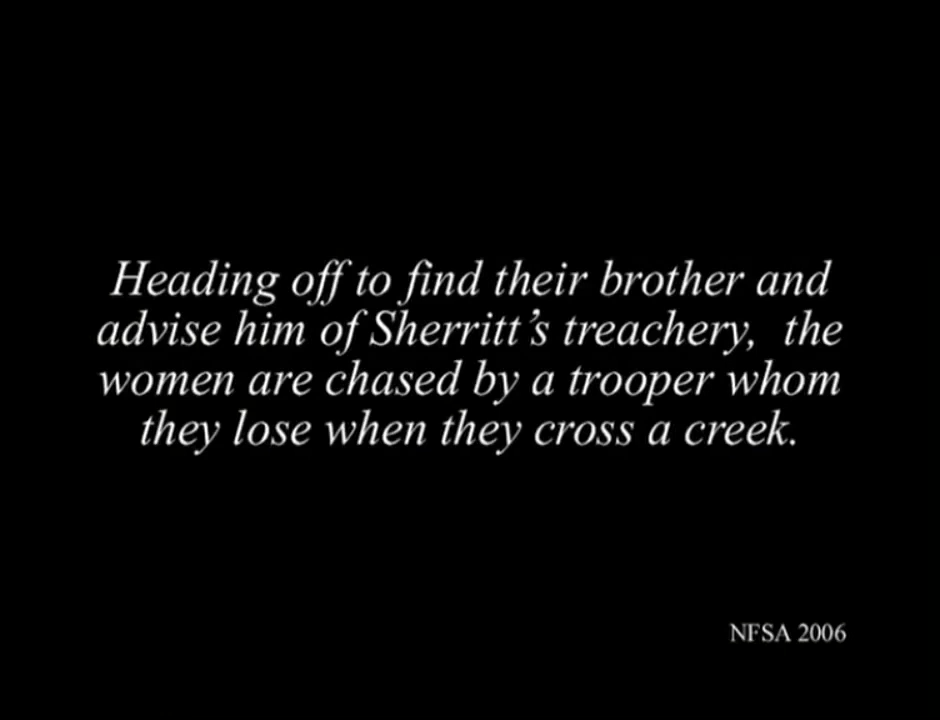 Heading off to find their brother and
advise him of Sherritt’s treachery,  the
women are chased by a trooper whom
they lose when they cross a creek.
NFSA 2006